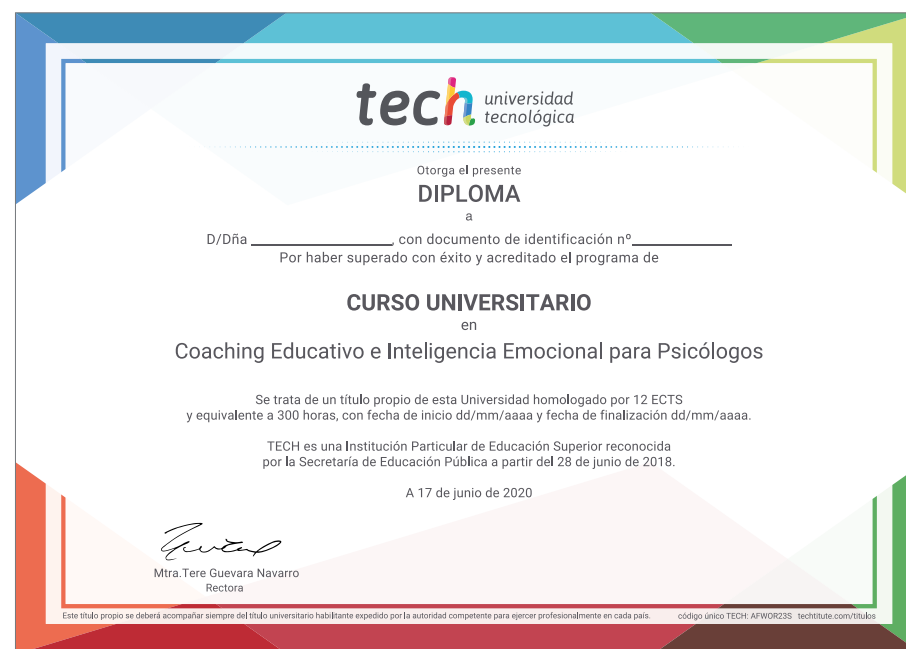 tech universidad
tecnológica
Otorga el presente
DIPLOMA
a
D/Dña ________________, con documento de identificación nº____________
Por haber superado con éxito y acreditado el programa de
CURSO UNIVERSITARIO
en
Coaching Educativo e Inteligencia Emocional para Psicólogos
Se trata de un título propio de esta Universidad homologado por 12 ECTS
y equivalente a 300 horas, con fecha de inicio dd/mm/aaaa y fecha de finalización dd/mm/aaaa.
TECH es una Institución Particular de Educación Superior reconocida
por la Secretaría de Educación Pública a partir del 28 de junio de 2018.
A 17 de junio de 2020
Mtra.Tere Guevara Navarro
Rectora
Este título propio se deberá acompañar siempre del título universitario habilitante expedido por la autoridad competente para ejercer profesionalmente en cada país. código único TECH: AFWOR23S techtitute.com/titulos